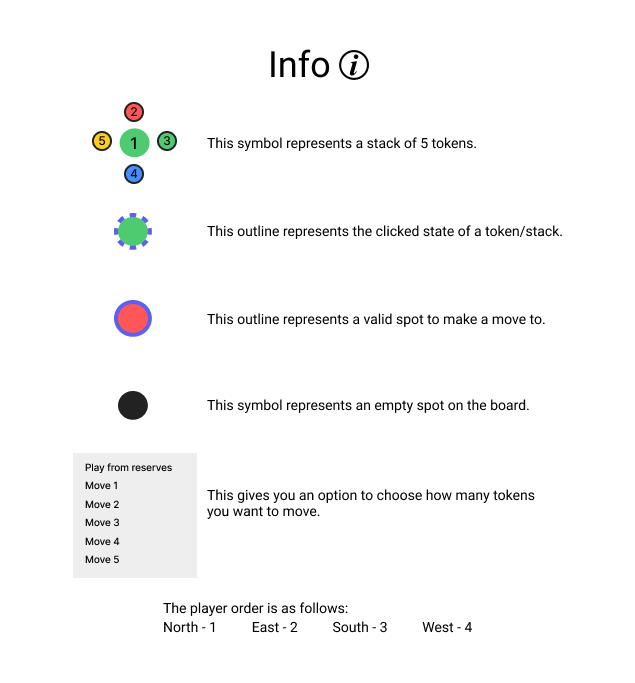 Info i
2
5 1 3
4
This symbol represents a stack of 5 tokens.
This outline represents the clicked state of a token/stack.
This outline represents a valid spot to make a move to.
This symbol represents an empty spot on the board.
Play from reserves
Move 1
Move 2
Move 3
Move 4
Move 5
This gives you an option to choose how many tokens
you want to move.
The player order is as follows:
North - 1 East - 2 South - 3 West - 4